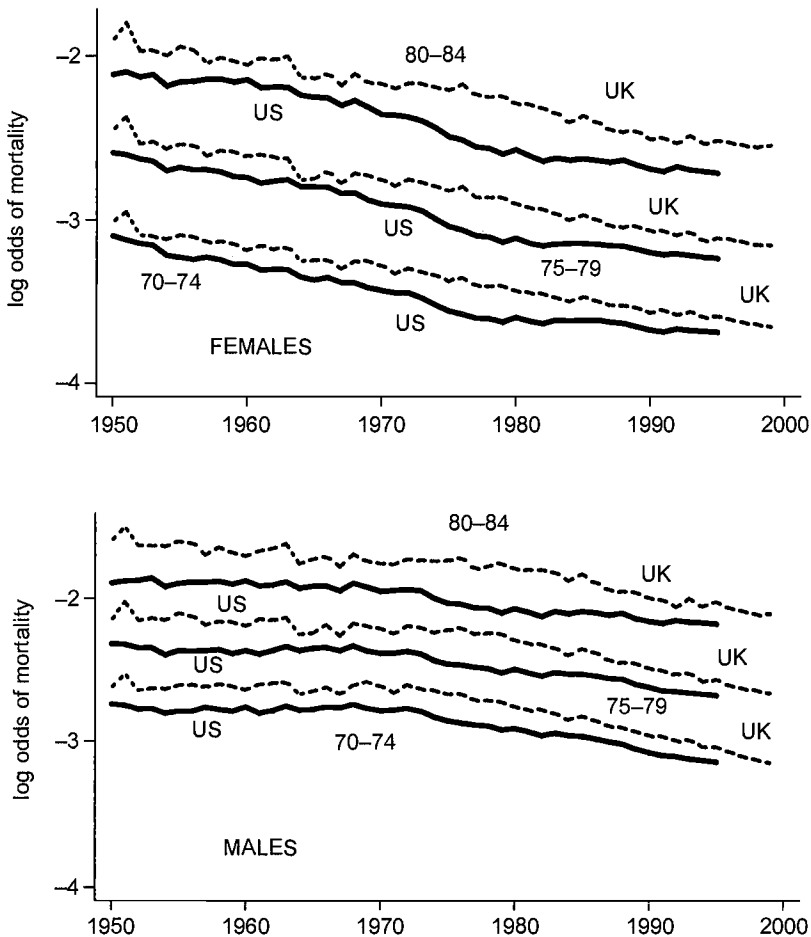 log odds of mortality
–2
–3
–4
80–84
UK
US
UK
US
75–79
70–74
UK
US
FEMALES
1950 1960 1970 1980 1990 2000
log odds of mortality
–2
–3
–4
80–84
UK
US
UK
US
75–79
UK
US
70–74
MALES
1950 1960 1970 1980 1990 2000